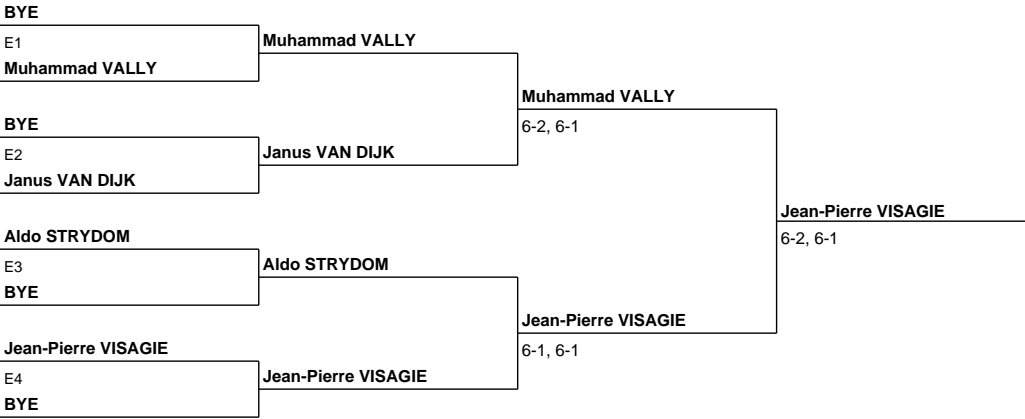 BYE
E1
Muhammad VALLY
Muhammad VALLY
BYE
E2
Janus VAN DIJK
Janus VAN DIJK
Muhammad VALLY
6-2, 6-1
Aldo STRYDOM
E3
BYE
Aldo STRYDOM
Jean-Pierre VISAGIE
E4
BYE
Jean-Pierre VISAGIE
Jean-Pierre VISAGIE
6-1, 6-1
Jean-Pierre VISAGIE
6-2, 6-1